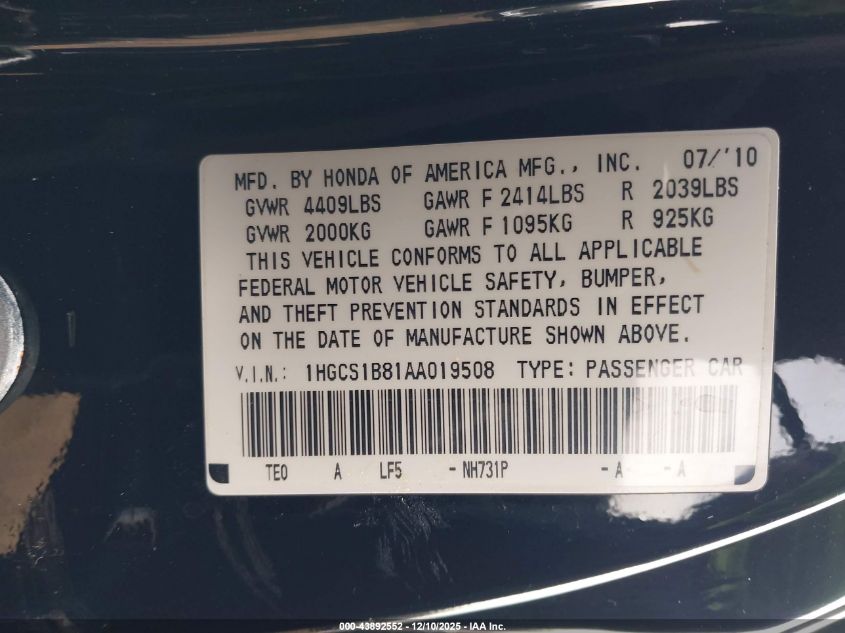 MFD. BY HONDA OF AMERICA MFG., INC. 07/'10
GVWR 4409LBS GAWR F 2414LBS R 2039LBS
GVWR 2000KG GAWR F 1095KG R 925KG
THIS VEHICLE CONFORMS TO ALL APPLICABLE
FEDERAL MOTOR VEHICLE SAFETY, BUMPER,
AND THEFT PREVENTION STANDARDS IN EFFECT
ON THE DATE OF MANUFACTURE SHOWN ABOVE.
V.I.N.: 1HGCS1B81AA019508 TYPE: PASSENGER CAR
TE0 A LF5 - NH731P - A - A
000-43892552 - 12/10/2025 - IAA Inc.